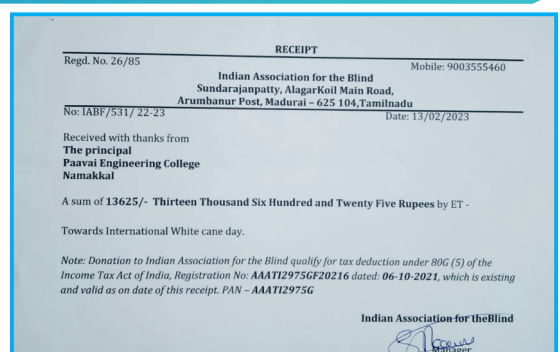 RECEIPT
Regd. No. 26/85 Mobile: 9003555460
Indian Association for the Blind
Sundarajanpatty, AlagarKoil Main Road,
Arumbanur Post, Madurai – 625 104,Tamilnadu
No: IABF/531/ 22-23 Date: 13/02/2023
Received with thanks from
The principal
Paavai Engineering College
Namakkal
A sum of 13625/- Thirteen Thousand Six Hundred and Twenty Five Rupees by ET -
Towards International White cane day.
Note: Donation to Indian Association for the Blind qualify for tax deduction under 80G (5) of the
Income Tax Act of India, Registration No: AAATI2975GF20216 dated: 06-10-2021, which is existing
and valid as on date of this receipt. PAN – AAATI2975G
Indian Association for theBlind
Manager